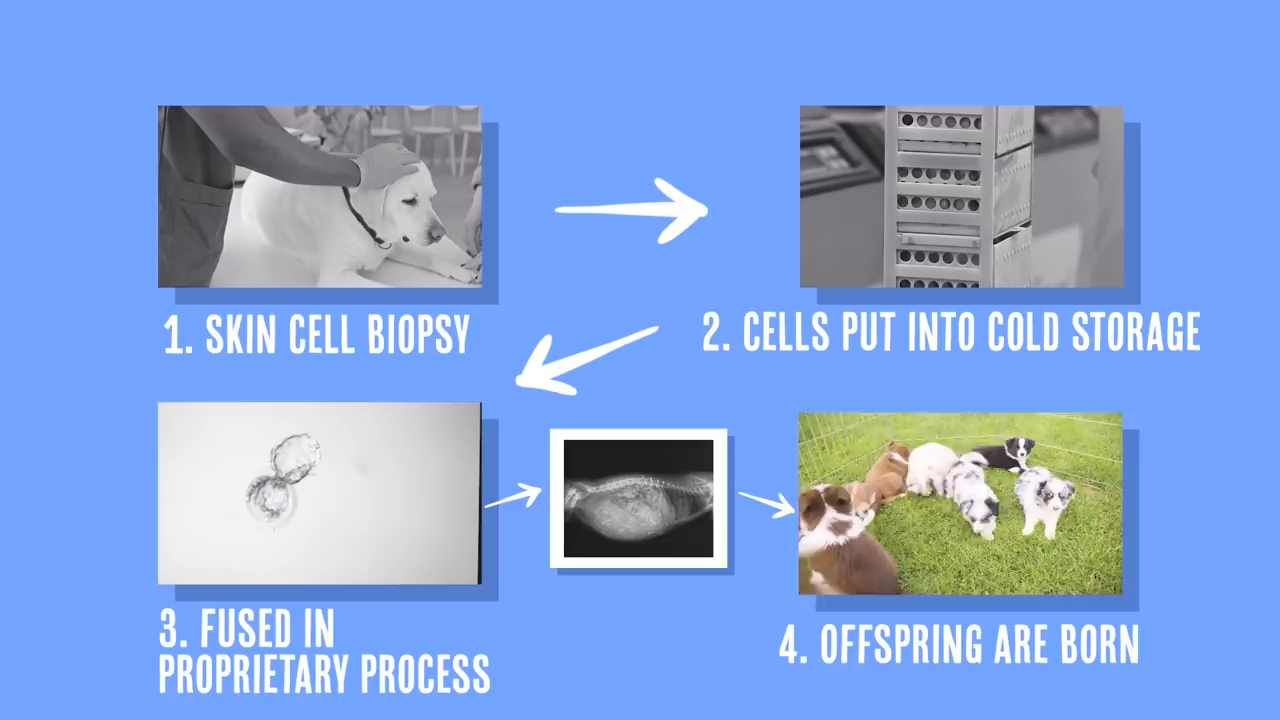 1. SKIN CELL BIOPSY
2. CELLS PUT INTO COLD STORAGE
3. FUSED IN
PROPRIETARY PROCESS
4. OFFSPRING ARE BORN